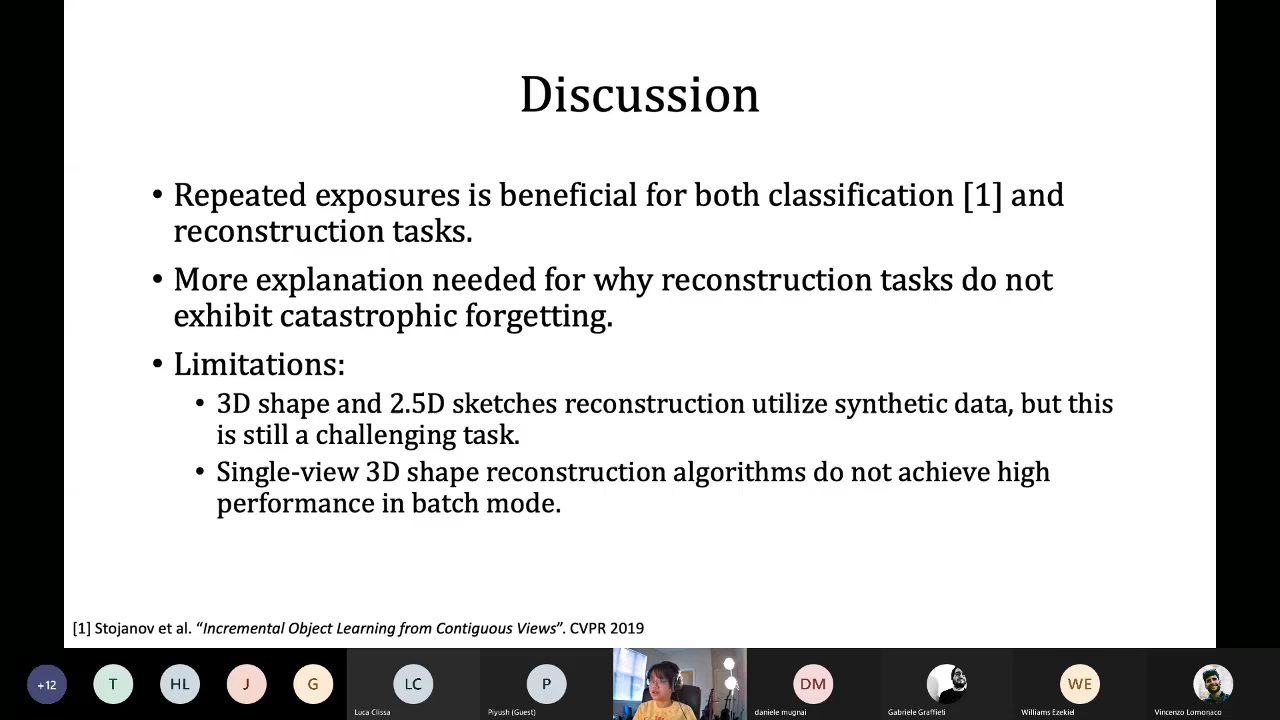 Discussion
• Repeated exposures is beneficial for both classification [1] and
reconstruction tasks.
• More explanation needed for why reconstruction tasks do not
exhibit catastrophic forgetting.
• Limitations:
• 3D shape and 2.5D sketches reconstruction utilize synthetic data, but this
is still a challenging task.
• Single-view 3D shape reconstruction algorithms do not achieve high
performance in batch mode.
[1] Stojanov et al. “Incremental Object Learning from Contiguous Views”. CVPR 2019
+12 T HL J G LC P DM WE
Luca Clissa Piyush (Guest) daniele mugnai Gabriele Graffieti Williams Ezekiel Vincenzo Lomonaco